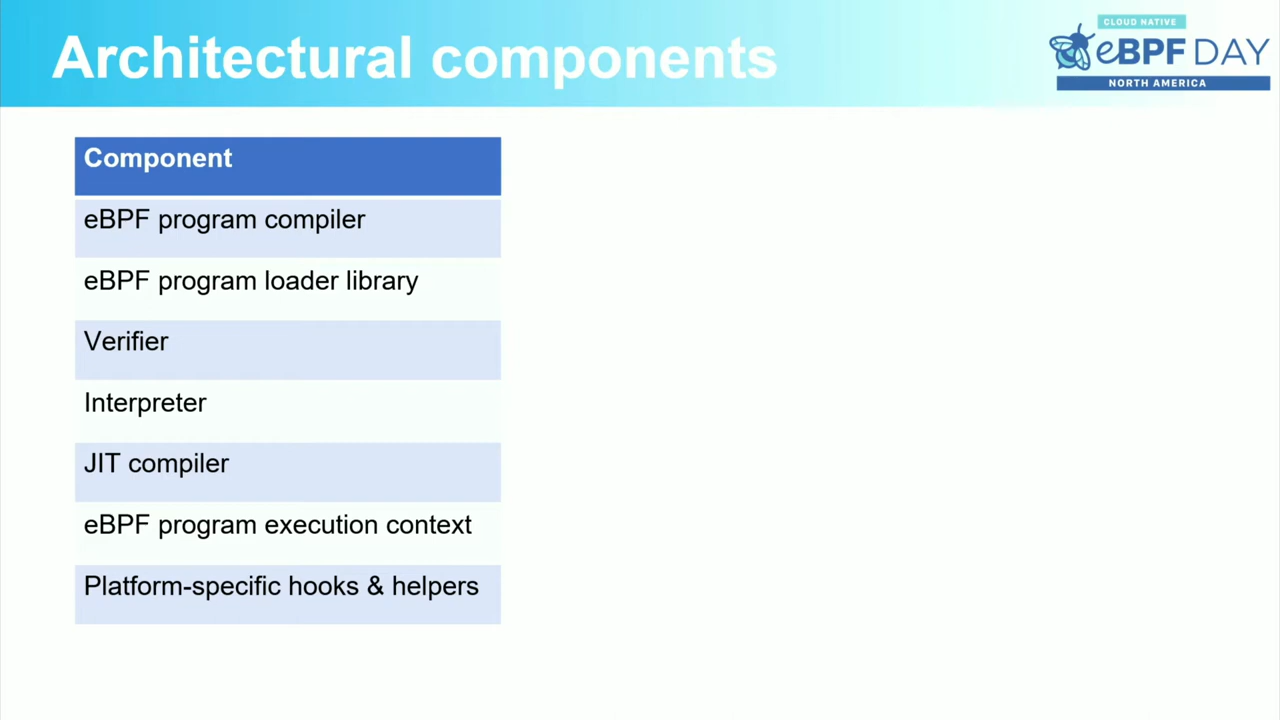 Architectural components
CLOUD NATIVE
eBPF DAY
NORTH AMERICA
Component
eBPF program compiler
eBPF program loader library
Verifier
Interpreter
JIT compiler
eBPF program execution context
Platform-specific hooks & helpers